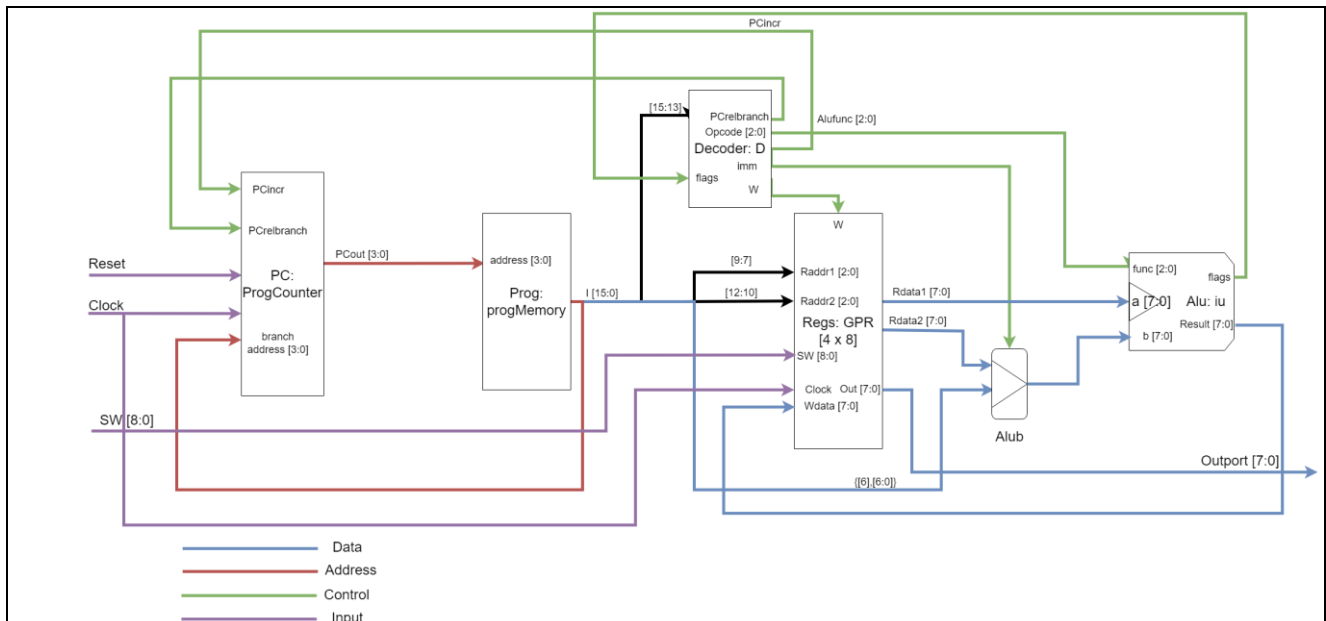 PCincr
[15:13]
PCrelbranch
Opcode [2:0]
Decoder: D
imm
flags
W
Alufunc [2:0]
PCincr
PCrelbranch
PC:
ProgCounter
branch
address [3:0]
Reset
Clock
SW [8:0]
PCout [3:0]
address [3:0]
Prog:
progMemory
I [15:0]
[9:7]
[12:10]
W
Raddr1 [2:0]
Raddr2 [2:0]
Regs: GPR
[4 x 8]
SW [8:0]
Clock Out [7:0]
Wdata [7:0]
Rdata1 [7:0]
Rdata2 [7:0]
Alub
func [2:0]
flags
a [7:0] Alu: iu
Result [7:0]
b [7:0]
Outport [7:0]
{[6],[6:0]}
Data
Address
Control
Input